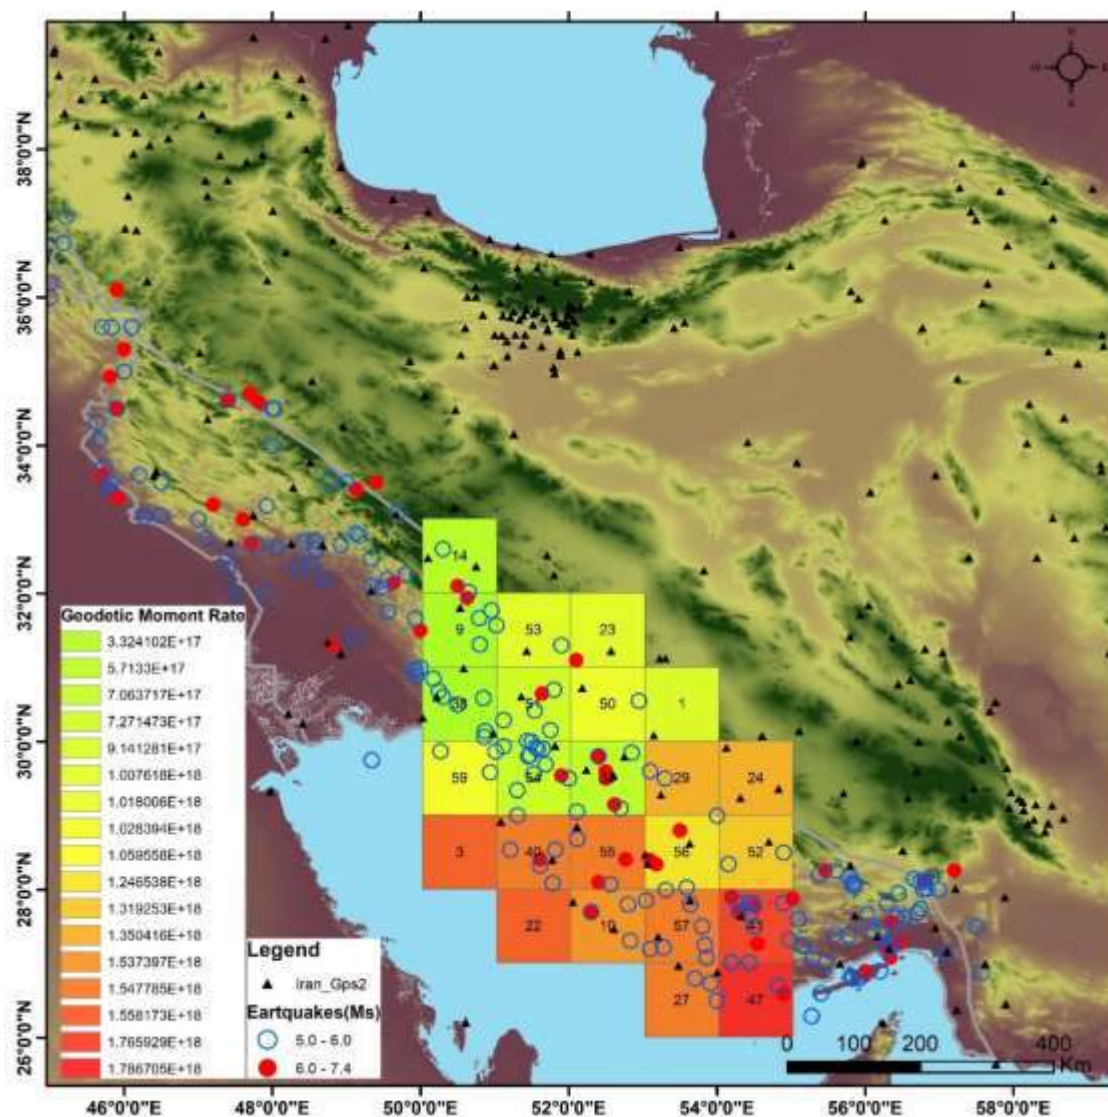 38°0'0"N
36°0'0"N
34°0'0"N
32°0'0"N
30°0'0"N
28°0'0"N
26°0'0"N
14
9 53 23
38 50 1
59 54 29 24
3 40 55 56 52
22 19 57
27 47
Geodetic Moment Rate
3.324102E+17
5.7133E+17
7.063717E+17
7.271473E+17
9.141281E+17
1.007618E+18
1.018006E+18
1.028394E+18
1.059558E+18
1.246538E+18
1.319253E+18
1.350416E+18
1.537397E+18
1.547785E+18
1.558173E+18
1.765929E+18
1.786705E+18
Legend
Iran_Gps2
Eartquakes(Ms)
5.0 - 6.0
6.0 - 7.4
0 100 200 400
Km
46°0'0"E 48°0'0"E 50°0'0"E 52°0'0"E 54°0'0"E 56°0'0"E 58°0'0"E